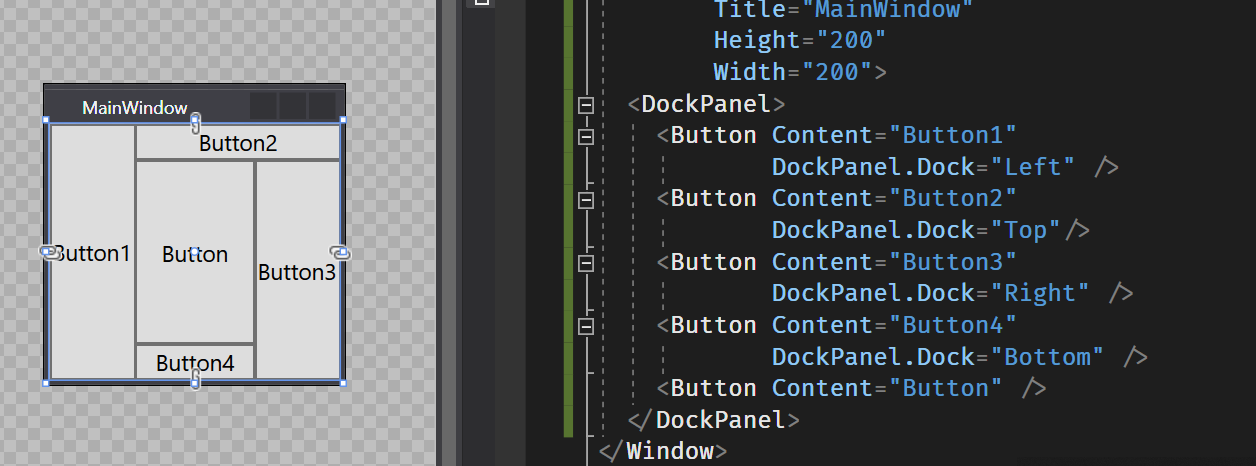 MainWindow
Button2
Button1
Button
Button3
Button4
Title="MainWindow"
Height="200"
Width="200">
<DockPanel>
<Button Content="Button1"
DockPanel.Dock="Left" />
<Button Content="Button2"
DockPanel.Dock="Top"/>
<Button Content="Button3"
DockPanel.Dock="Right" />
<Button Content="Button4"
DockPanel.Dock="Bottom" />
<Button Content="Button" />
</DockPanel>
</Window>